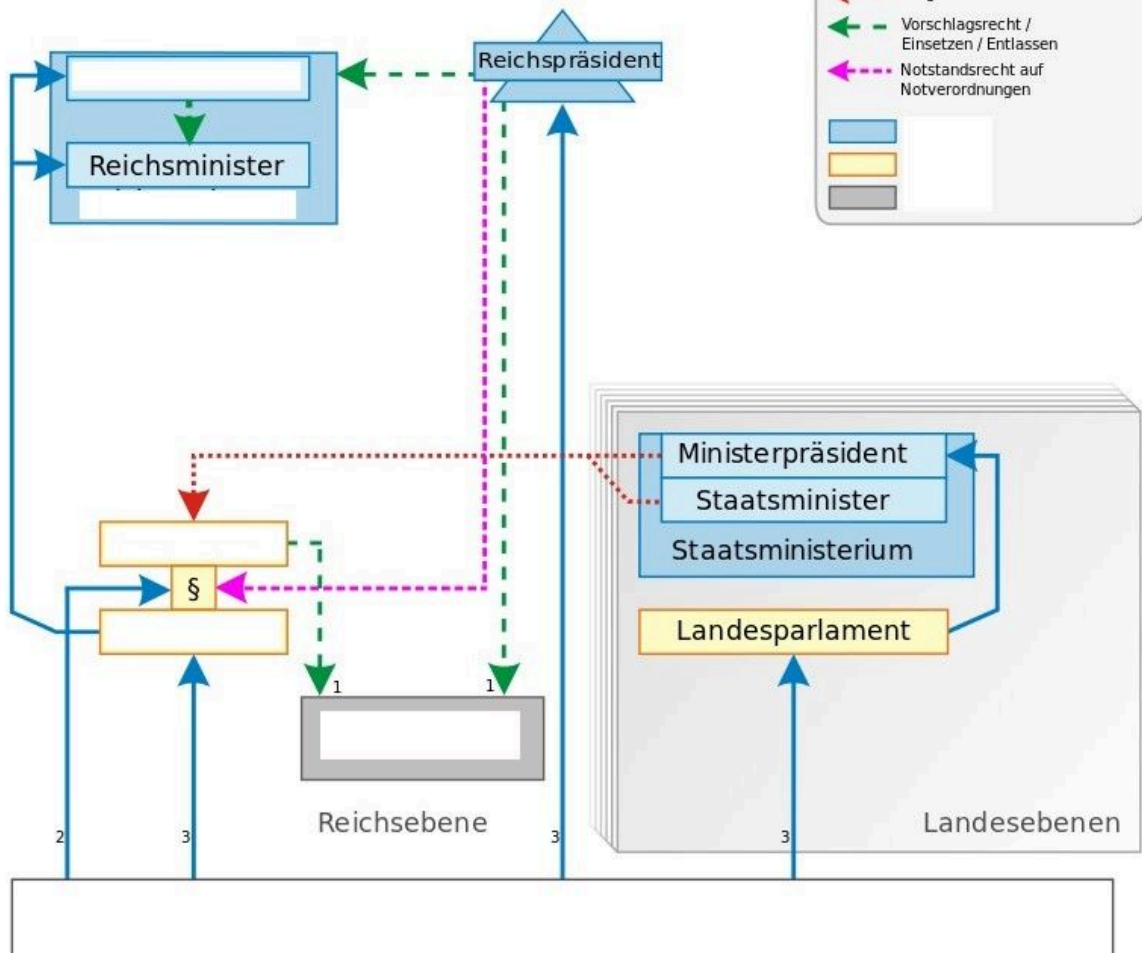 Vorschlagsrecht /
Einsetzen / Entlassen
Notstandsrecht auf
Notverordnungen
Reichspräsident
Reichsminister
Ministerpräsident
Staatsminister
Staatsministerium
§
Landesparlament
1
1
Reichsebene
Landesebenen
2
3
3
3